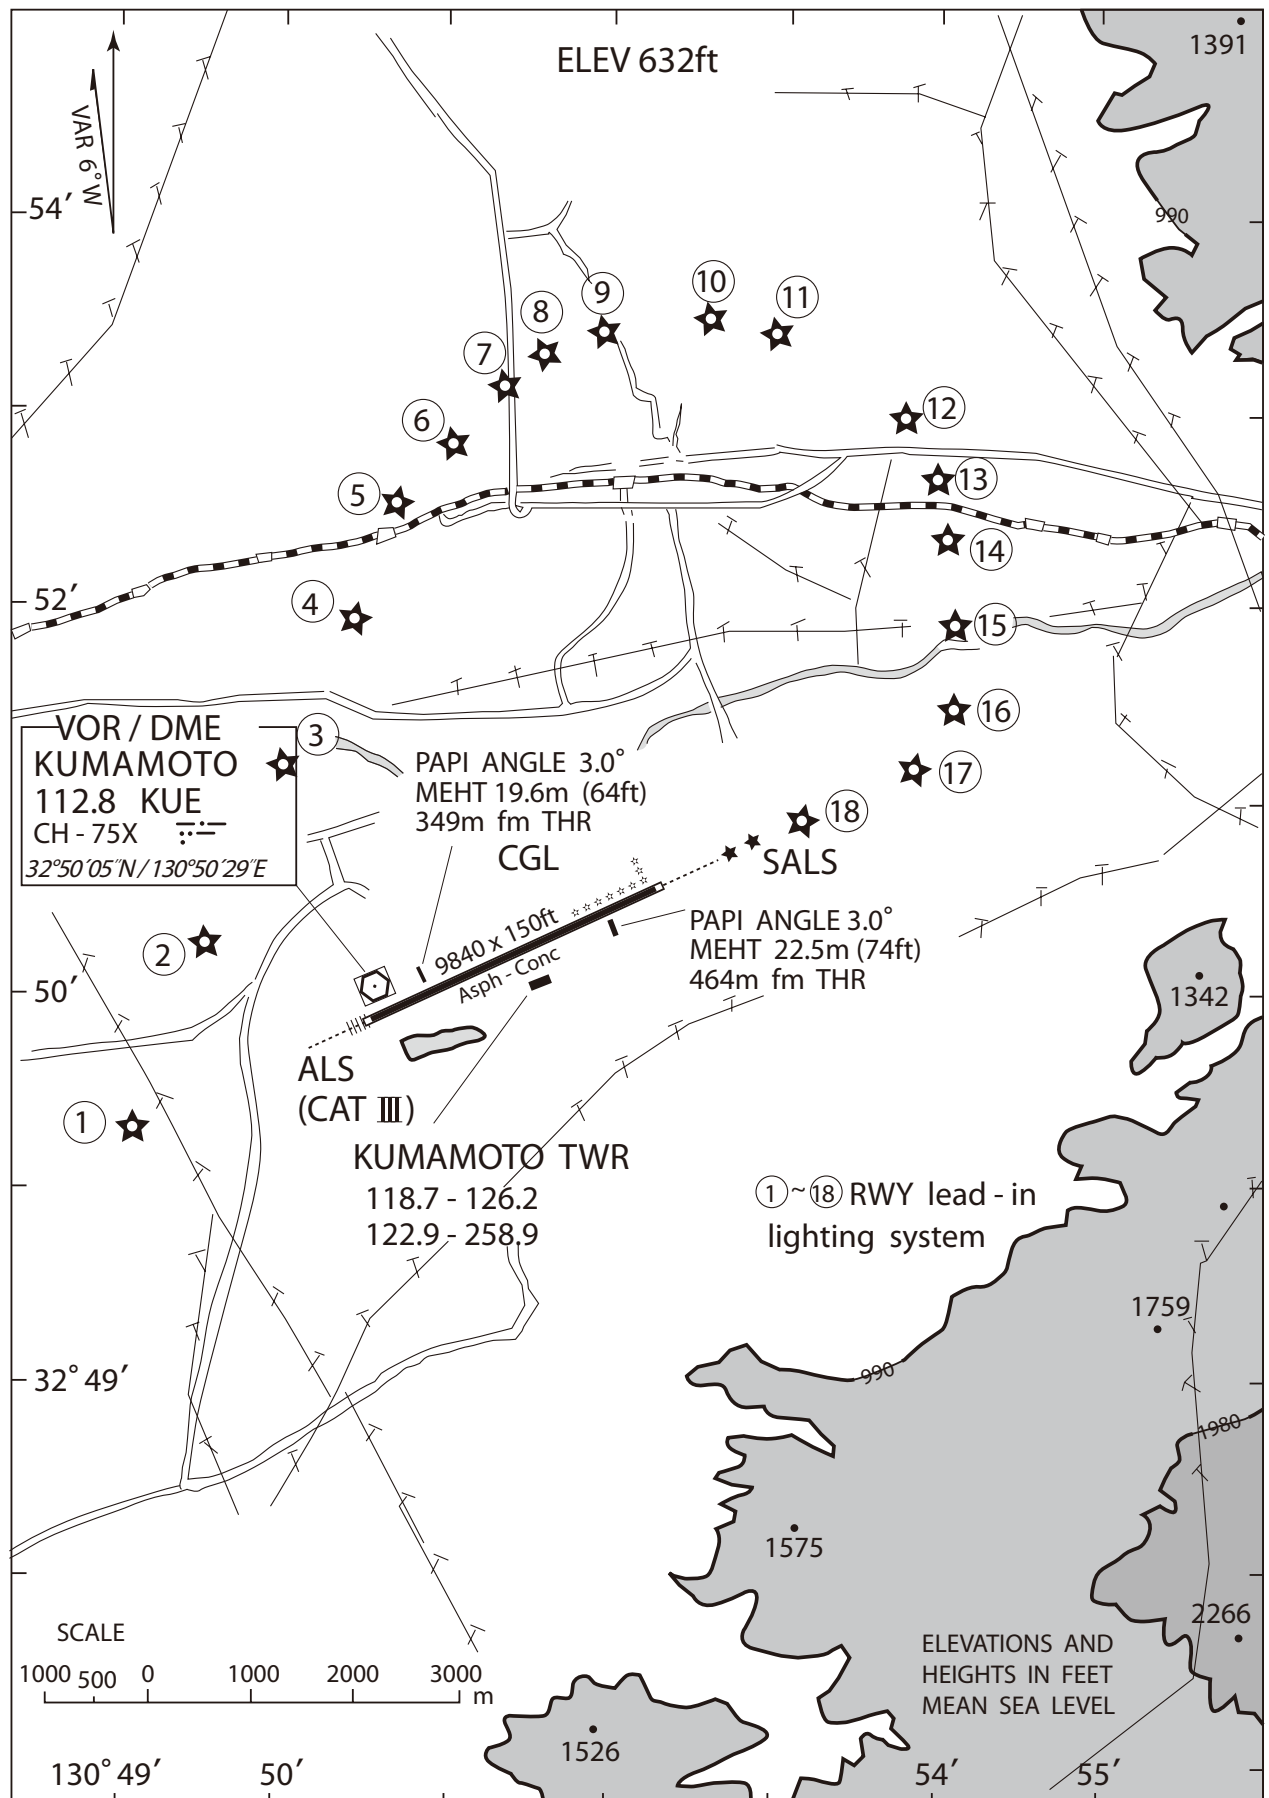 ELEV 632ft
1391
VAR 6°W
54′
990
10
9
11
8
7
12
6
13
5
14
52′
4
15
16
VOR / DME
3
KUMAMOTO
112.8 KUE
CH - 75X
32°50′05″N / 130°50′29″E
PAPI ANGLE 3.0°
MEHT 19.6m (64ft)
349m fm THR
17
18
CGL
SALS
9840 x 150ft
Asph - Conc
PAPI ANGLE 3.0°
MEHT 22.5m (74ft)
464m fm THR
2
50′
1342
ALS
(CAT III)
1
KUMAMOTO TWR
118.7 - 126.2
122.9 - 258.9
1 ~ 18 RWY lead - in
lighting system
1759
32° 49′
990
1980
1575
2266
SCALE
1000 500 0 1000 2000 3000
m
ELEVATIONS AND
HEIGHTS IN FEET
MEAN SEA LEVEL
1526
130° 49′ 50′ 54′ 55′